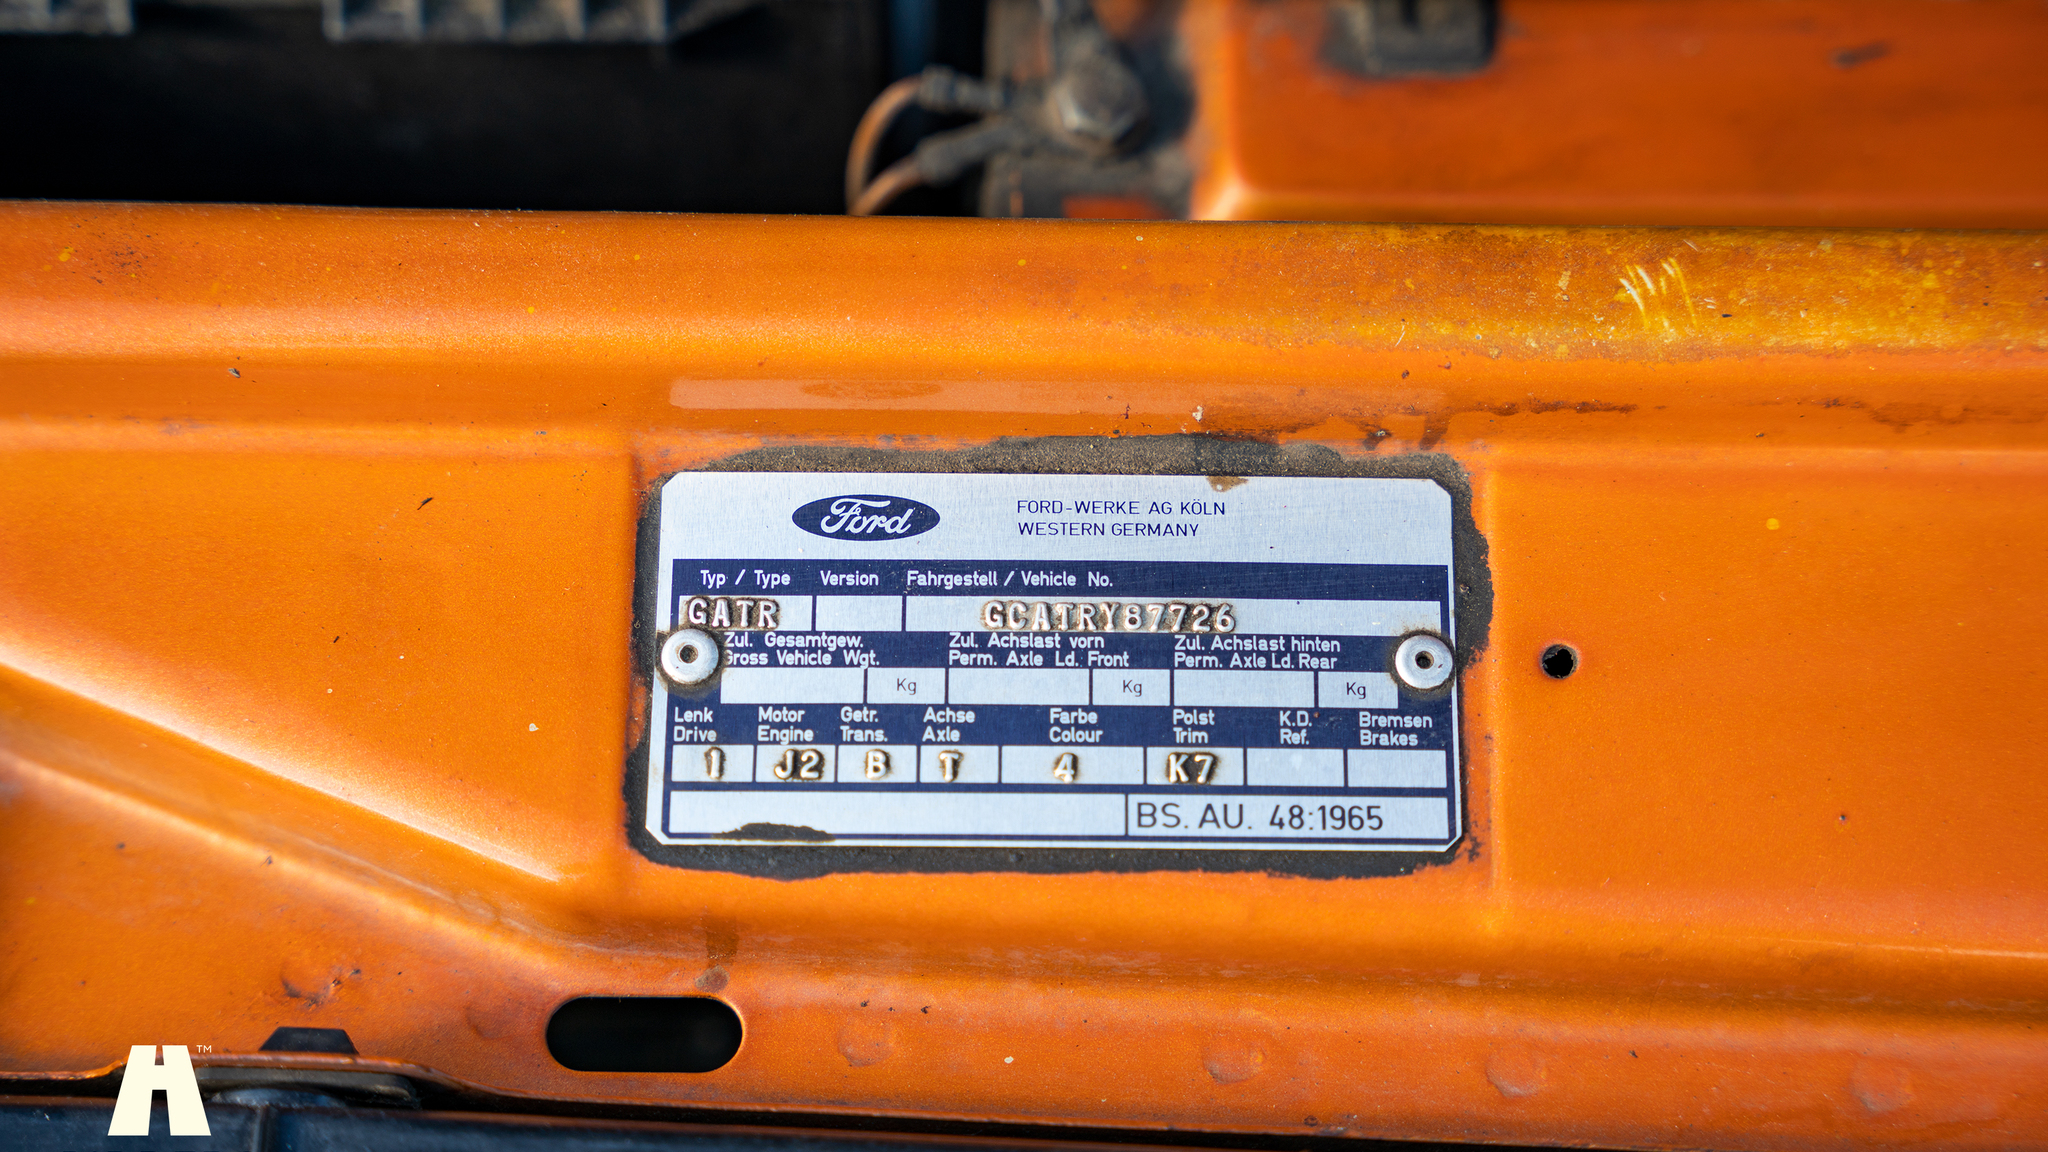 Ford
FORD-WERKE AG KÖLN
WESTERN GERMANY
Typ / Type Version Fahrgestell / Vehicle No.
GATR GCATRY87726
Zul. Gesamtgew. Zul. Achslast vorn Zul. Achslast hinten
Gross Vehicle Wgt. Perm. Axle Ld. Front Perm. Axle Ld. Rear
Kg Kg Kg
Lenk Motor Getr. Achse Farbe Polst K.D. Bremsen
Drive Engine Trans. Axle Colour Trim Ref. Brakes
1 J2 B T 4 K7
BS. AU. 48:1965
H™